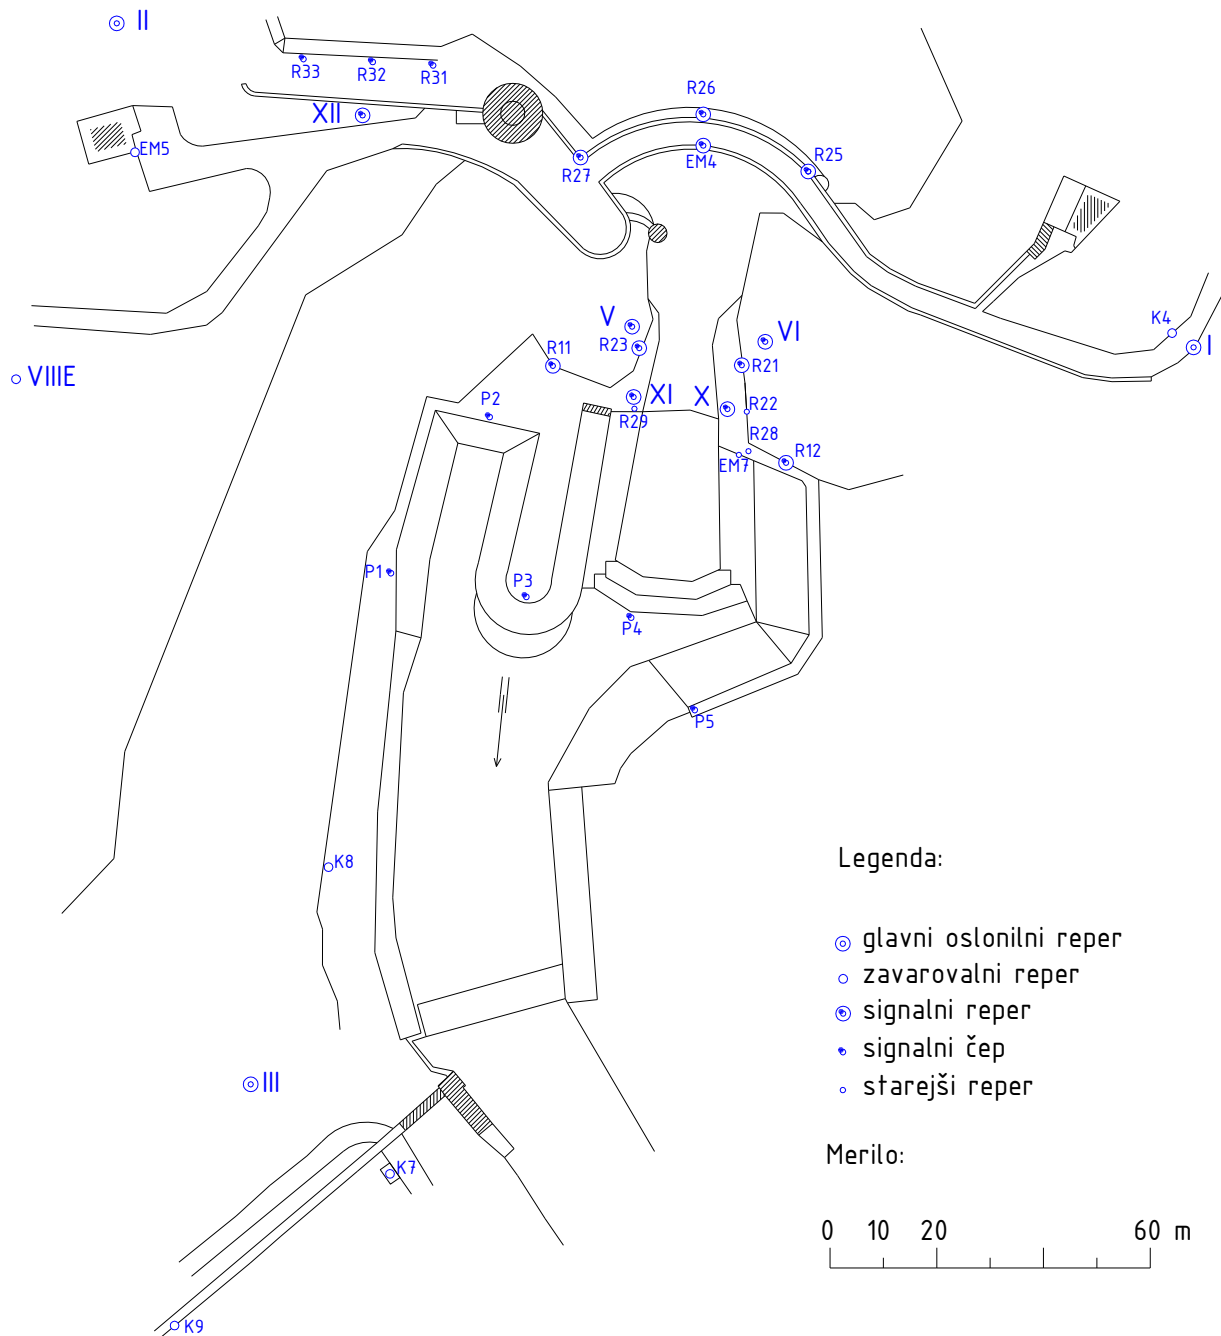 II
R33
R32
R31
XII
R26
EM5
R27
EM4
R25
V
R23
VI
K4
I
R11
R21
VIIIE
P2
XI
X
R22
R29
R28
EM7
R12
P1
P3
P4
P5
K8
Legenda:
glavni oslonilni reper
zavarovalni reper
signalni reper
signalni čep
starejši reper
III
Merilo:
K7
0 10 20 60 m
K9